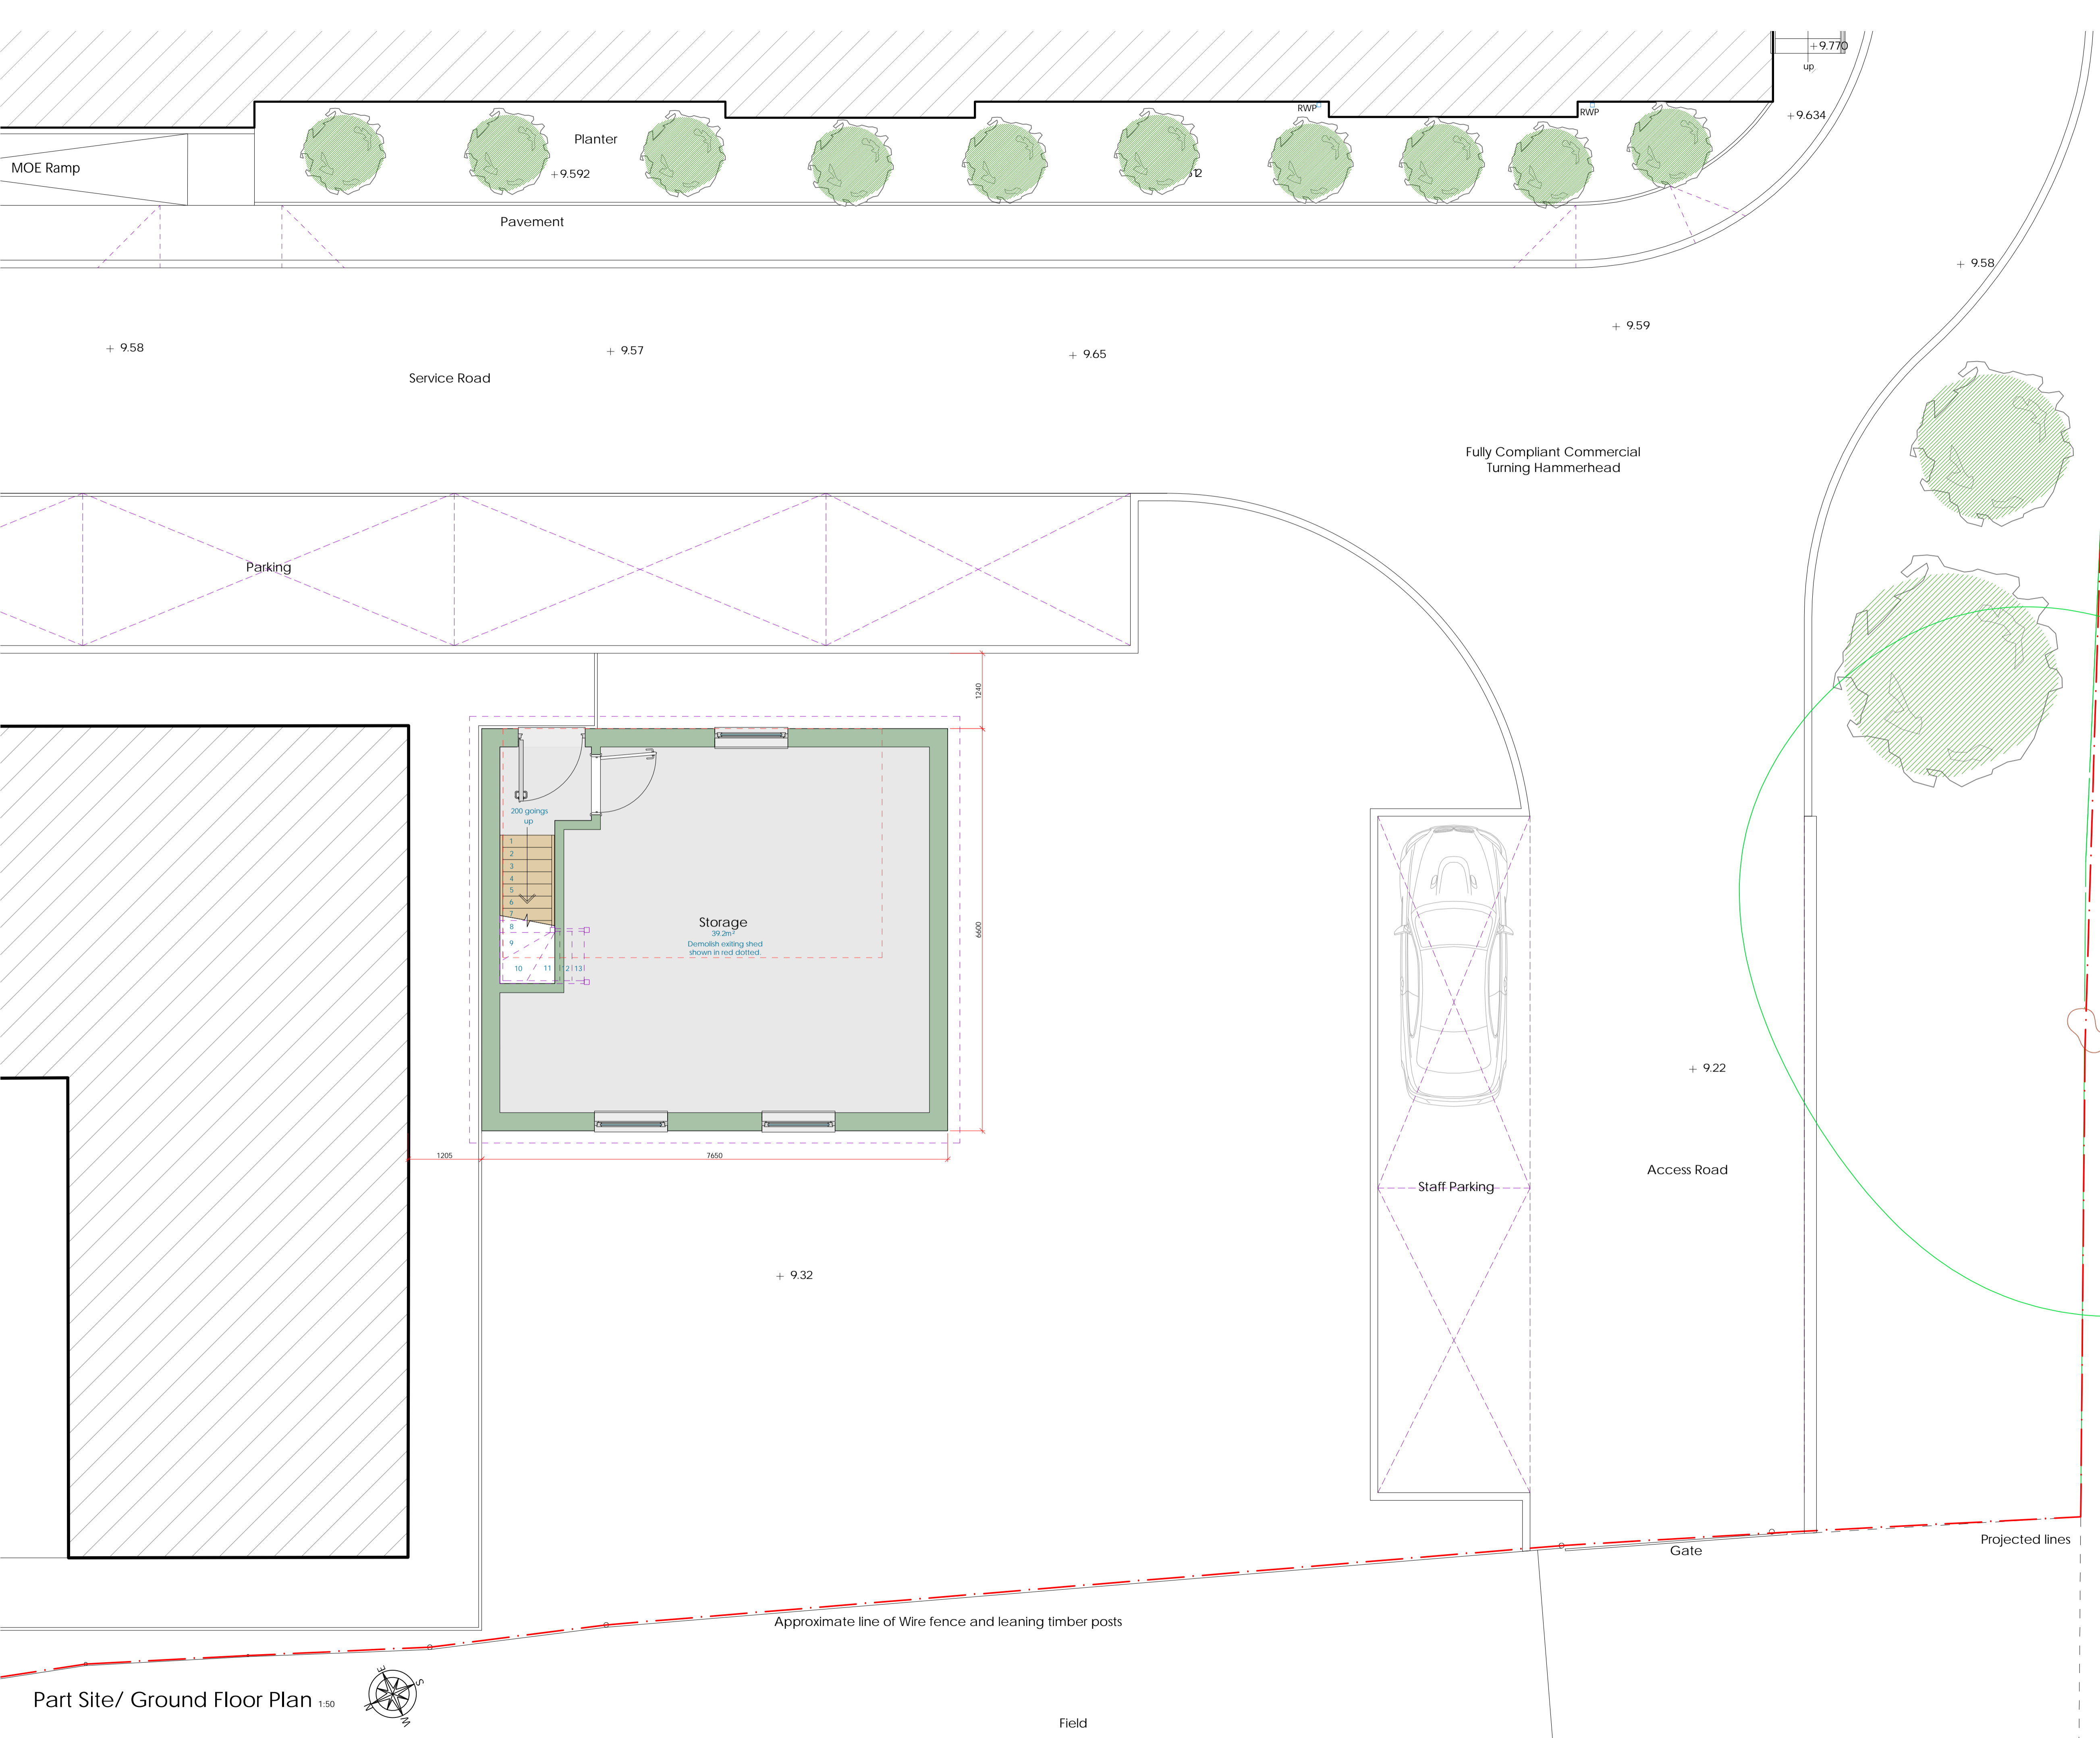 9.770
up
RWP
RWP
9.634
Planter
MOE Ramp
9.592
Pavement
9.58
9.59
9.58
9.57
9.65
Service Road
Fully Compliant Commercial
Turning Hammerhead
Parking
1240
200 goings
up
1
2
3
4
5
6
7
8
9
10 11 12 13
Storage
39.2m²
Demolish exiting shed
shown in red dotted.
6600
9.22
1205
7650
Access Road
Staff Parking
9.32
Projected lines
Gate
Approximate line of Wire fence and leaning timber posts
Part Site/ Ground Floor Plan 1:50
E
S
N
W
Field